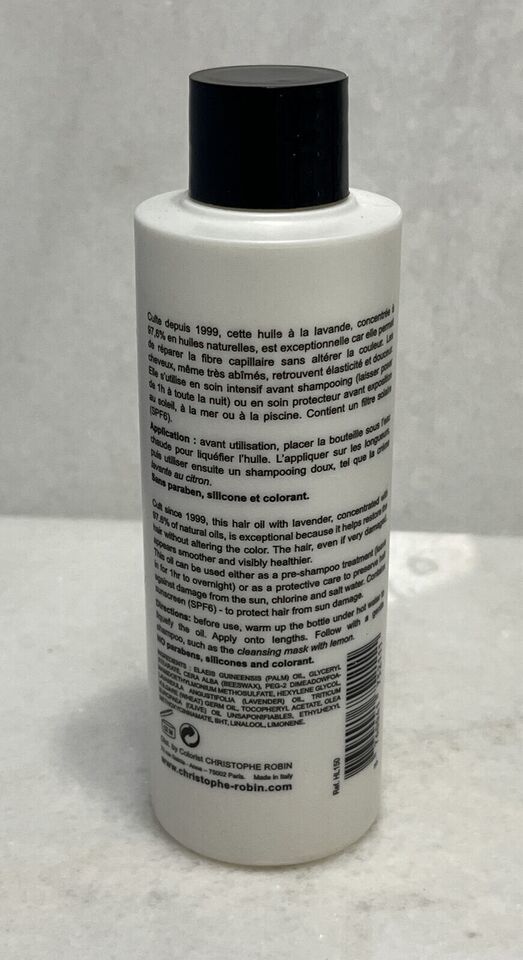 Culte depuis 1999, cette huile à la lavande, concentrée à
97,6% en huiles naturelles, est exceptionnelle car elle permet
de réparer la fibre capillaire sans altérer la couleur. Les
cheveux, même très abîmés, retrouvent élasticité et douceur.
Elle s'utilise en soin intensif avant shampooing (laisser poser
de 1h à toute la nuit) ou en soin protecteur avant exposition
au soleil, à la mer ou à la piscine. Contient un filtre solaire
(SPF6).
Application : avant utilisation, placer la bouteille sous l'eau
chaude pour liquéfier l'huile. L'appliquer sur les longueurs,
puis utiliser ensuite un shampooing doux, tel que la crème
lavante au citron.
Sans paraben, silicone et colorant.
Cult since 1999, this hair oil with lavender, concentrated with
97,6% of natural oils, is exceptional because it helps restore the
hair without altering the color. The hair, even if very damaged,
appears smoother and visibly healthier.
This oil can be used either as a pre-shampoo treatment (leave
in for 1hr to overnight) or as a protective care to preserve hair
against damage from the sun, chlorine and salt water. Contains
sunscreen (SPF6) - to protect hair from sun damage.
Directions: before use, warm up the bottle under hot water to
liquefy the oil. Apply onto lengths. Follow with a gentle
shampoo, such as the cleansing mask with lemon.
NO parabens, silicones and colorant.
INGREDIENTS : ELAEIS GUINEENSIS (PALM) OIL, GLYCERYL
STEARATE, CERA ALBA (BEESWAX), PEG-2 DIMEADOWFOA-
METHOSULFATE, HEXYLENE GLYCOL,
LAVANDULA ANGUSTIFOLIA (LAVENDER) OIL, TRITICUM
VULGARE (WHEAT) GERM OIL, TOCOPHERYL ACETATE, OLEA
EUROPAEA (OLIVE) OIL UNSAPONIFIABLES, ETHYLHEXYL
METHOXYCINNAMATE, BHT, LINALOOL, LIMONENE.
by Colorist CHRISTOPHE ROBIN
75002 Paris. Made in Italy
www.christophe-robin.com
Ref. HL150